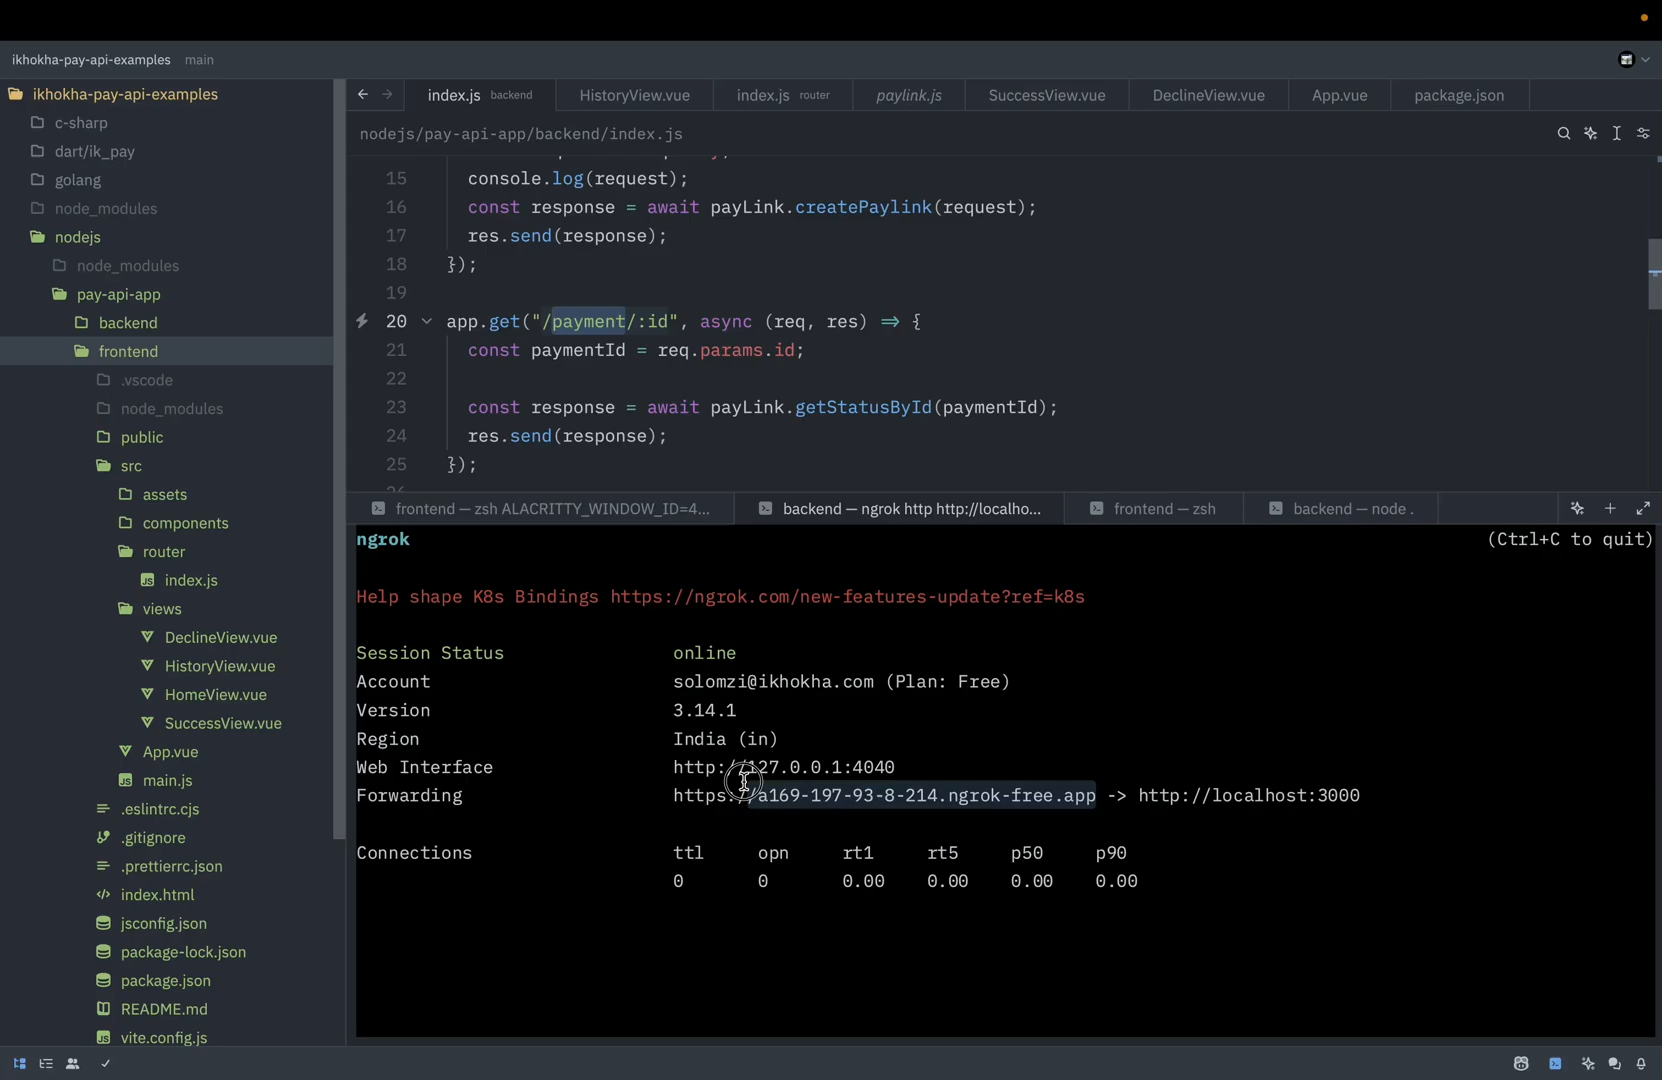 ikhokha-pay-api-examples main
ikhokha-pay-api-examples
c-sharp
dart/ik_pay
golang
node_modules
nodejs
node_modules
pay-api-app
backend
frontend
.vscode
node_modules
public
src
assets
components
router
index.js
views
DeclineView.vue
HistoryView.vue
HomeView.vue
SuccessView.vue
App.vue
main.js
.eslintrc.cjs
.gitignore
.prettierrc.json
index.html
jsconfig.json
package-lock.json
package.json
README.md
vite.config.js
index.js backend HistoryView.vue index.js router paylink.js SuccessView.vue DeclineView.vue App.vue package.json
nodejs/pay-api-app/backend/index.js
15 console.log(request);
16 const response = await payLink.createPaylink(request);
17 res.send(response);
18 });
19
20 app.get("/payment/:id", async (req, res) => {
21 const paymentId = req.params.id;
22
23 const response = await payLink.getStatusById(paymentId);
24 res.send(response);
25 });
frontend — zsh ALACRITTY_WINDOW_ID=4... backend — ngrok http http://localho... frontend — zsh backend — node .
ngrok (Ctrl+C to quit)
Help shape K8s Bindings https://ngrok.com/new-features-update?ref=k8s
Session Status online
Account solomzi@ikhokha.com (Plan: Free)
Version 3.14.1
Region India (in)
Web Interface http://127.0.0.1:4040
Forwarding https://a169-197-93-8-214.ngrok-free.app -> http://localhost:3000
Connections ttl opn rt1 rt5 p50 p90
0 0 0.00 0.00 0.00 0.00